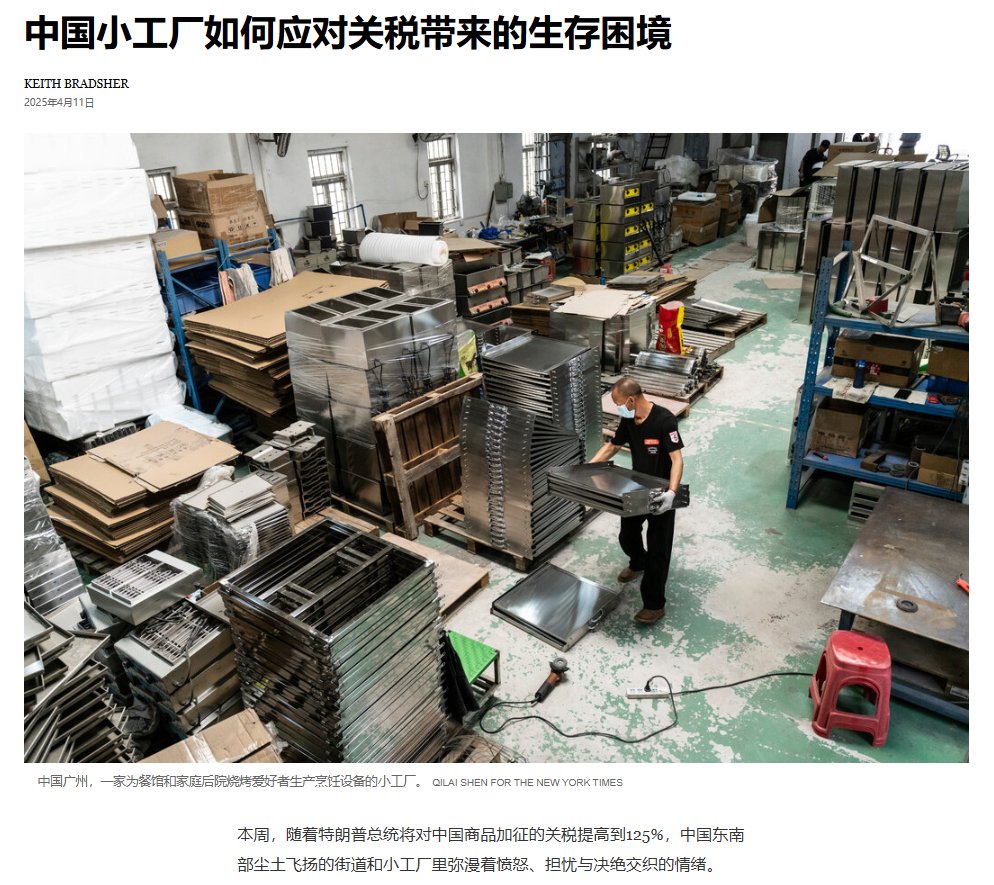 中国小工厂如何应对关税带来的生存困境
KEITH BRADSHER
2025年4月11日
中国广州，一家为餐馆和家庭后院烧烤爱好者生产烹饪设备的小工厂。 QILAI SHEN FOR THE NEW YORK TIMES
本周，随着特朗普总统将对中国商品加征的关税提高到125%，中国东南
部尘土飞扬的街道和小工厂里弥漫着愤怒、担忧与决绝交织的情绪。